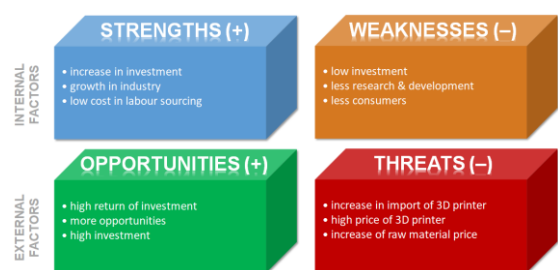 STRENGTHS (+)
• increase in investment
• growth in industry
• low cost in labour sourcing
WEAKNESSES (–)
• low investment
• less research & development
• less consumers
INTERNAL
FACTORS
OPPORTUNITIES (+)
• high return of investment
• more opportunities
• high investment
THREATS (–)
• increase in import of 3D printer
• high price of 3D printer
• increase of raw material price
EXTERNAL
FACTORS